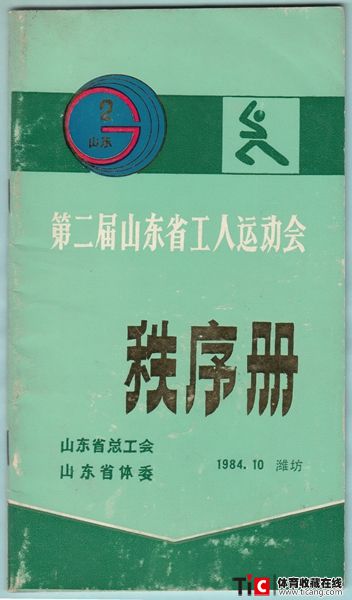 2
山东
第二届山东省工人运动会
秩序册
山东省总工会
山东省体委
1984.10 潍坊
TiC
体育收藏在线
www.ticang.com